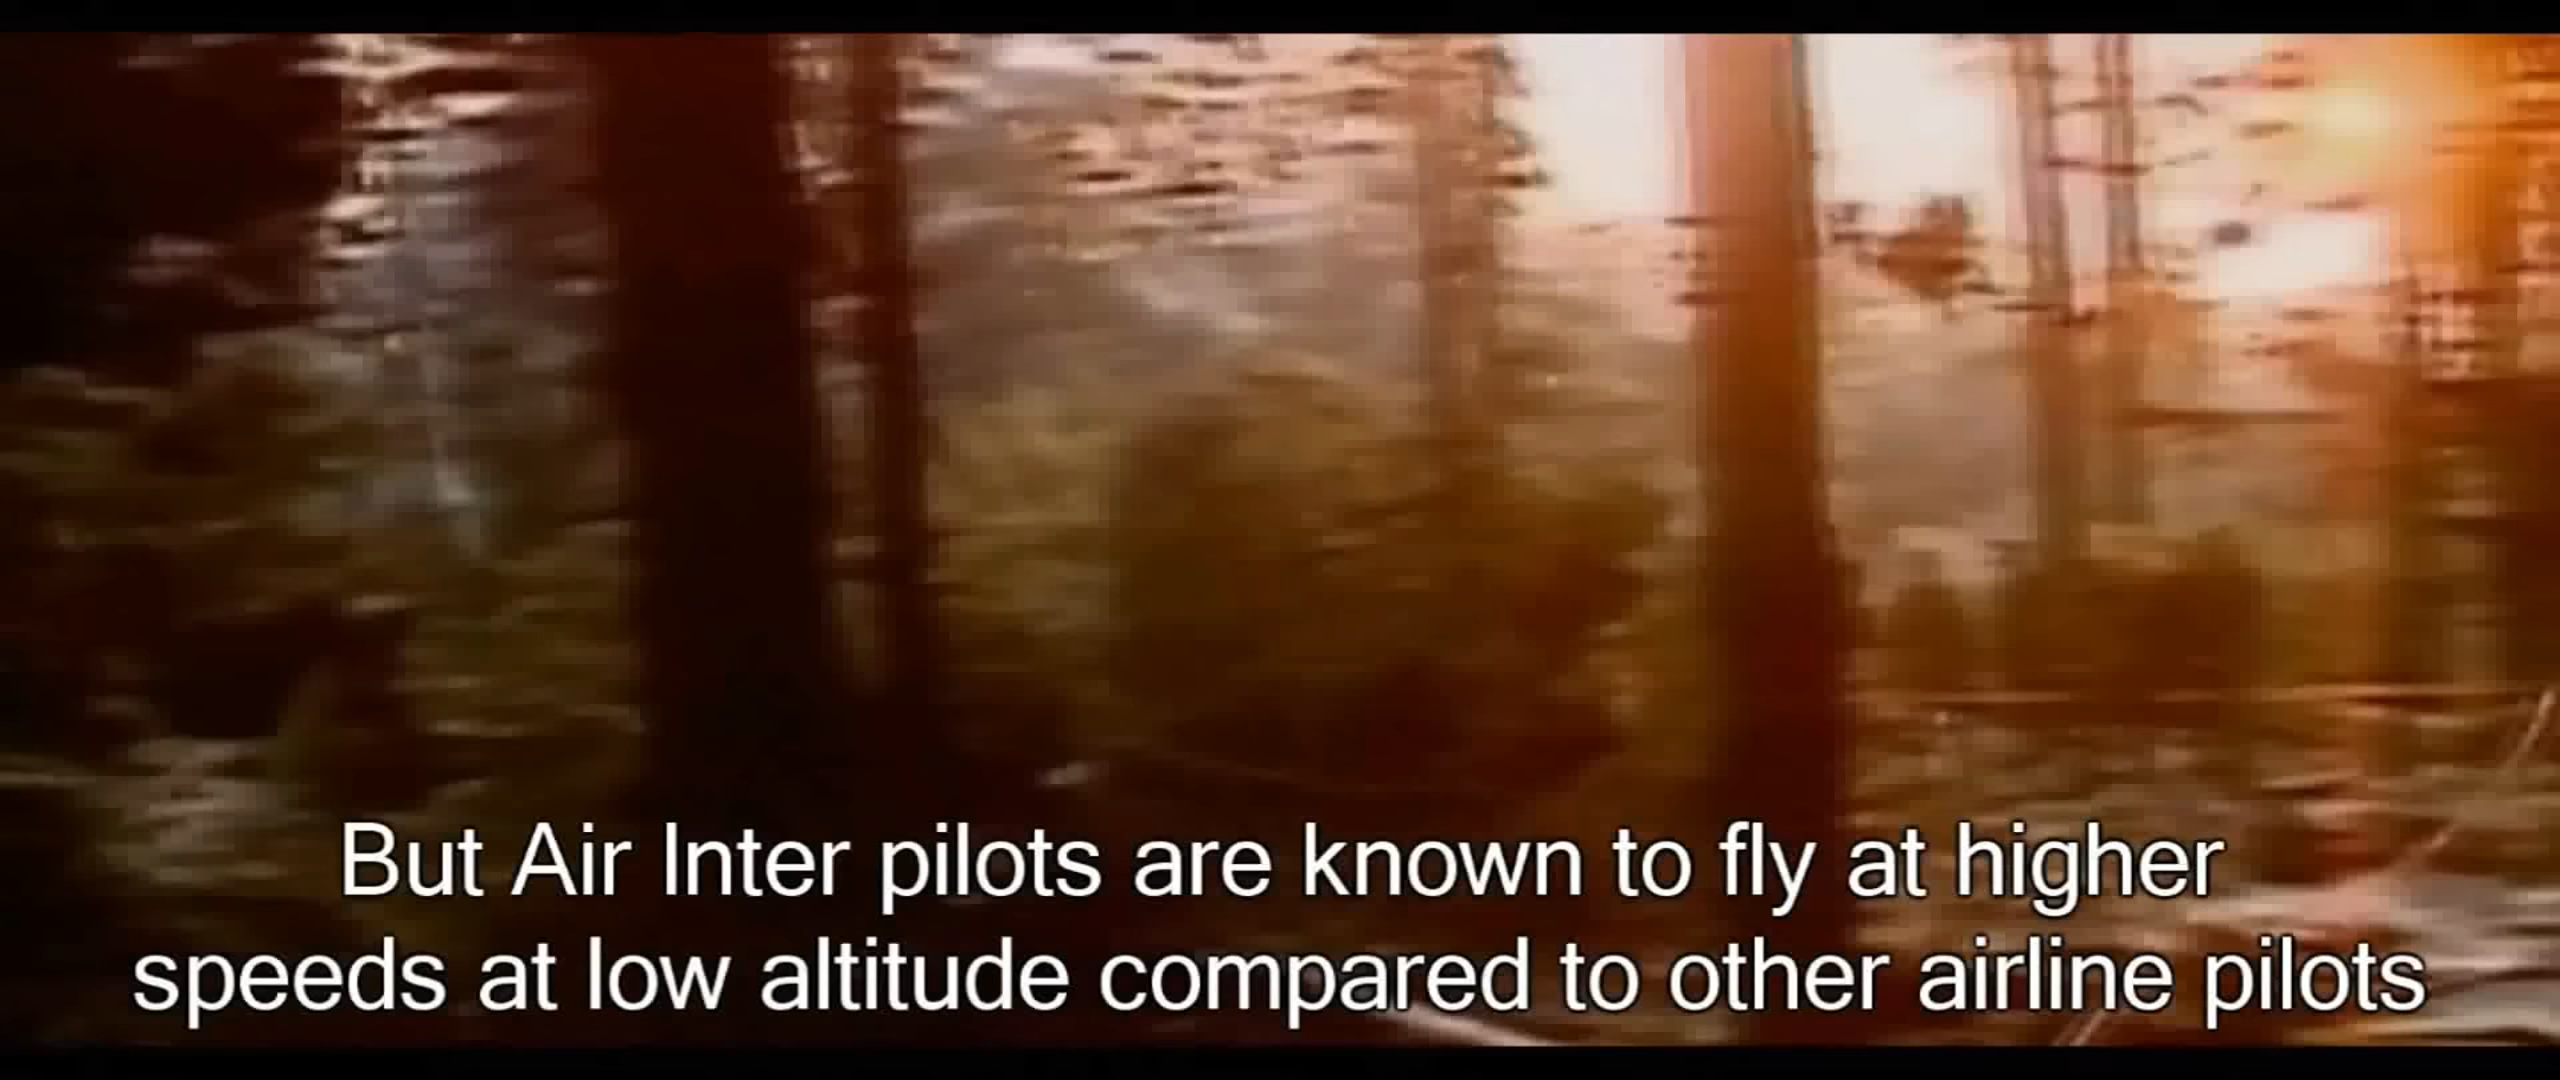 But Air Inter pilots are known to fly at higher
speeds at low altitude compared to other airline pilots